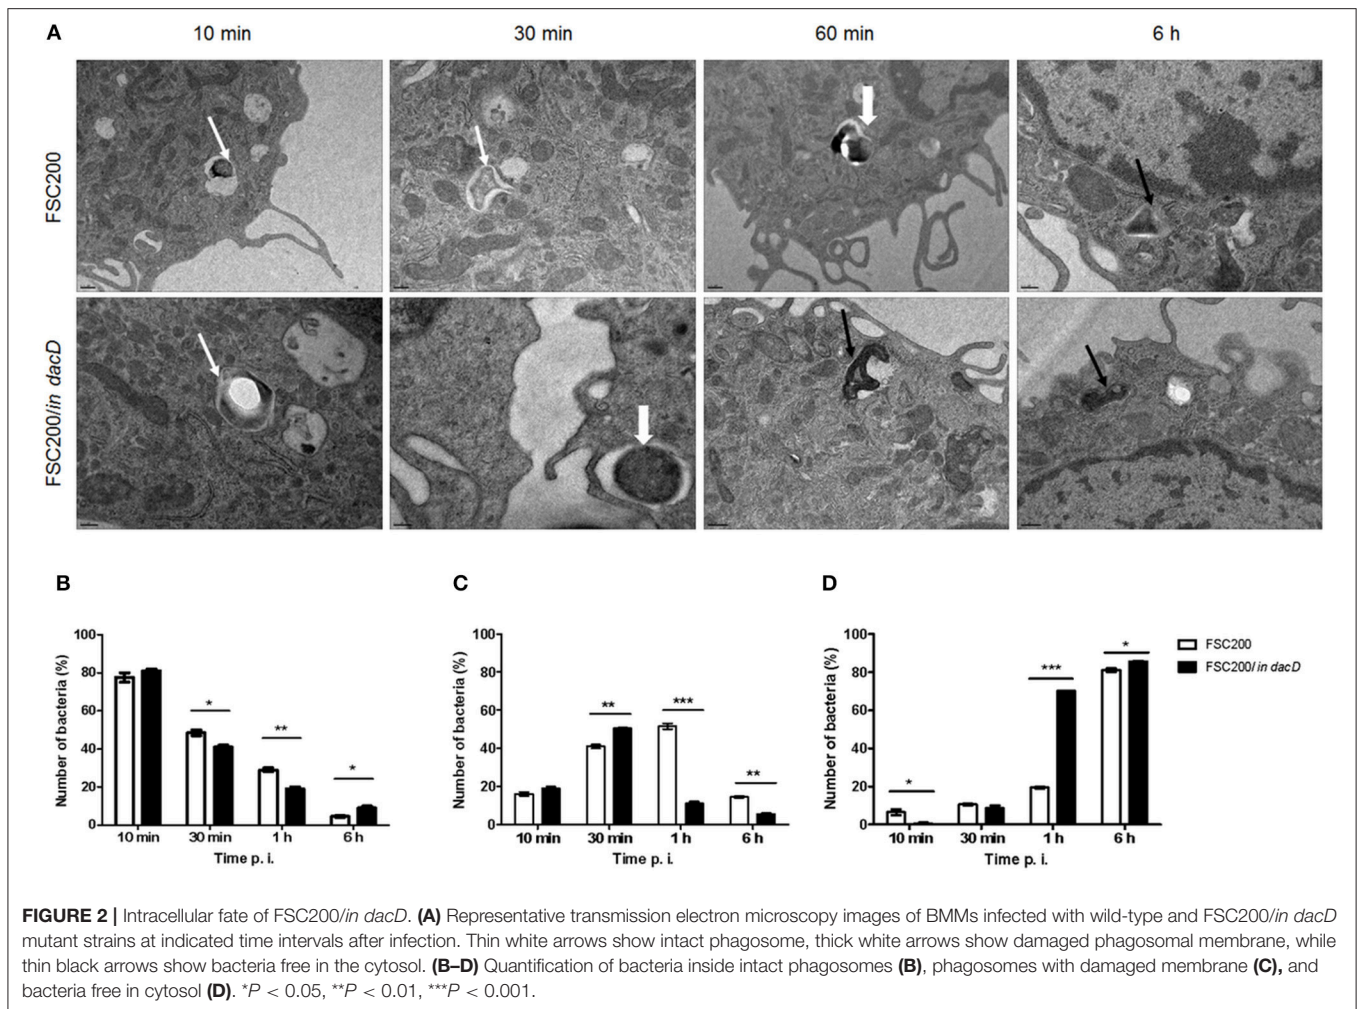 A
10 min
30 min
60 min
6 h
FSC200
FSC200/in dacD
B
Number of bacteria (%)
100
80
60
40
20
0
*
**
*
10 min
30 min
1 h
6 h
Time p. i.
C
Number of bacteria (%)
100
80
60
40
20
0
**
***
**
10 min
30 min
1 h
6 h
Time p. i.
D
Number of bacteria (%)
100
80
60
40
20
0
*
***
*
10 min
30 min
1 h
6 h
Time p. i.
FSC200
FSC200/ in dacD
FIGURE 2 | Intracellular fate of FSC200/in dacD. (A) Representative transmission electron microscopy images of BMMs infected with wild-type and FSC200/in dacD
mutant strains at indicated time intervals after infection. Thin white arrows show intact phagosome, thick white arrows show damaged phagosomal membrane, while
thin black arrows show bacteria free in the cytosol. (B–D) Quantification of bacteria inside intact phagosomes (B), phagosomes with damaged membrane (C), and
bacteria free in cytosol (D). *P < 0.05, **P < 0.01, ***P < 0.001.